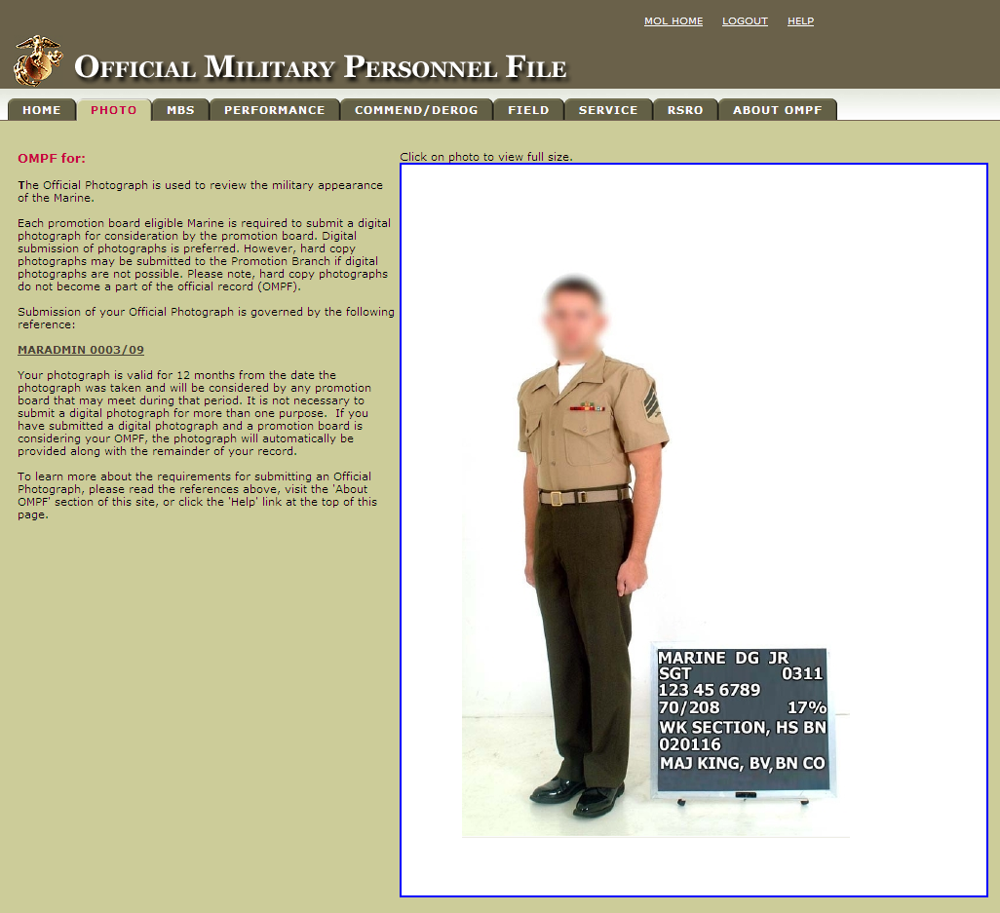 MOL HOME LOGOUT HELP
OFFICIAL MILITARY PERSONNEL FILE
HOME PHOTO MBS PERFORMANCE COMMEND/DEROG FIELD SERVICE RSRO ABOUT OMPF
OMPF for:
The Official Photograph is used to review the military appearance
of the Marine.
Each promotion board eligible Marine is required to submit a digital
photograph for consideration by the promotion board. Digital
submission of photographs is preferred. However, hard copy
photographs may be submitted to the Promotion Branch if digital
photographs are not possible. Please note, hard copy photographs
do not become a part of the official record (OMPF).
Submission of your Official Photograph is governed by the following
reference:
MARADMIN 0003/09
Your photograph is valid for 12 months from the date the
photograph was taken and will be considered by any promotion
board that may meet during that period. It is not necessary to
submit a digital photograph for more than one purpose.  If you
have submitted a digital photograph and a promotion board is
considering your OMPF, the photograph will automatically be
provided along with the remainder of your record.
To learn more about the requirements for submitting an Official
Photograph, please read the references above, visit the 'About
OMPF' section of this site, or click the 'Help' link at the top of this
page.
Click on photo to view full size.
MARINE DG JR
SGT 0311
123 45 6789
70/208 17%
WK SECTION, HS BN
020116
MAJ KING, BV, BN CO